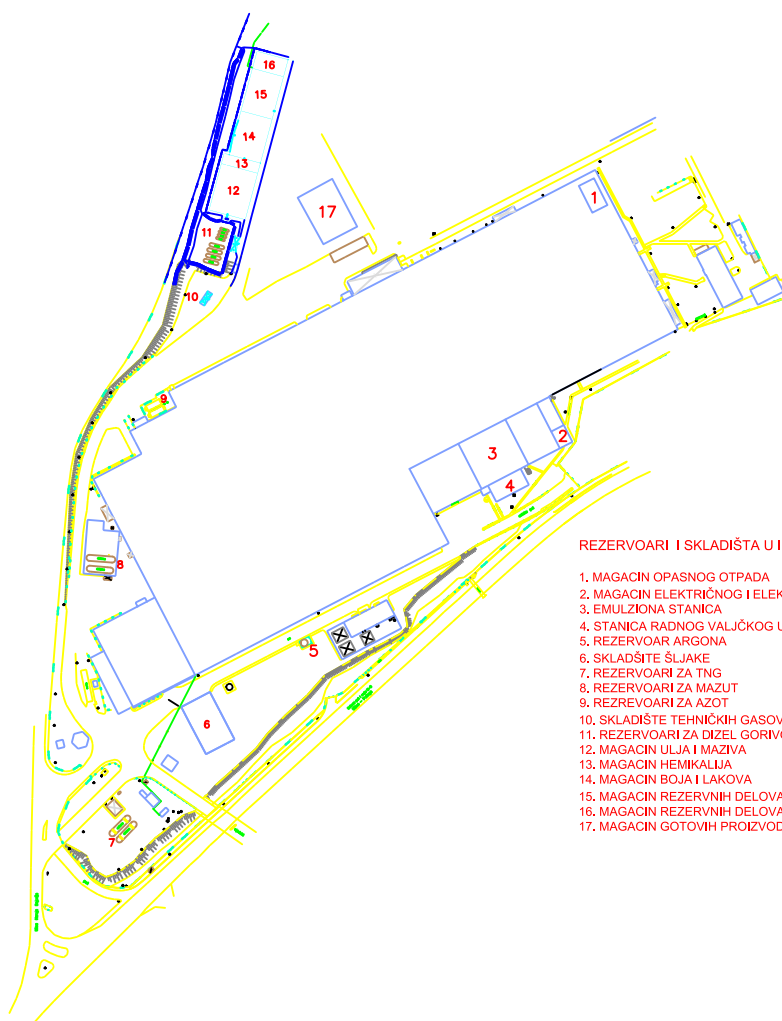 16
15
14
13
12
11
10
17
1
9
2
3
4
8
5
6
7
REZERVOARI I SKLADIŠTA U I
1. MAGACIN OPASNOG OTPADA
2. MAGACIN ELEKTRIČNOG I ELEK
3. EMULZIONA STANICA
4. STANICA RADNOG VALJČKOG U
5. REZERVOAR ARGONA
6. SKLADŠITE ŠLJAKE
7. REZERVOARI ZA TNG
8. REZERVOARI ZA MAZUT
9. REZREVOARI ZA AZOT
10. SKLADIŠTE TEHNIČKIH GASOV
11. REZERVOARI ZA DIZEL GORIVO
12. MAGACIN ULJA I MAZIVA
13. MAGACIN HEMIKALIJA
14. MAGACIN BOJA I LAKOVA
15. MAGACIN REZERVNIH DELOVA
16. MAGACIN REZERVNIH DELOVA
17. MAGACIN GOTOVIH PROIZVOD